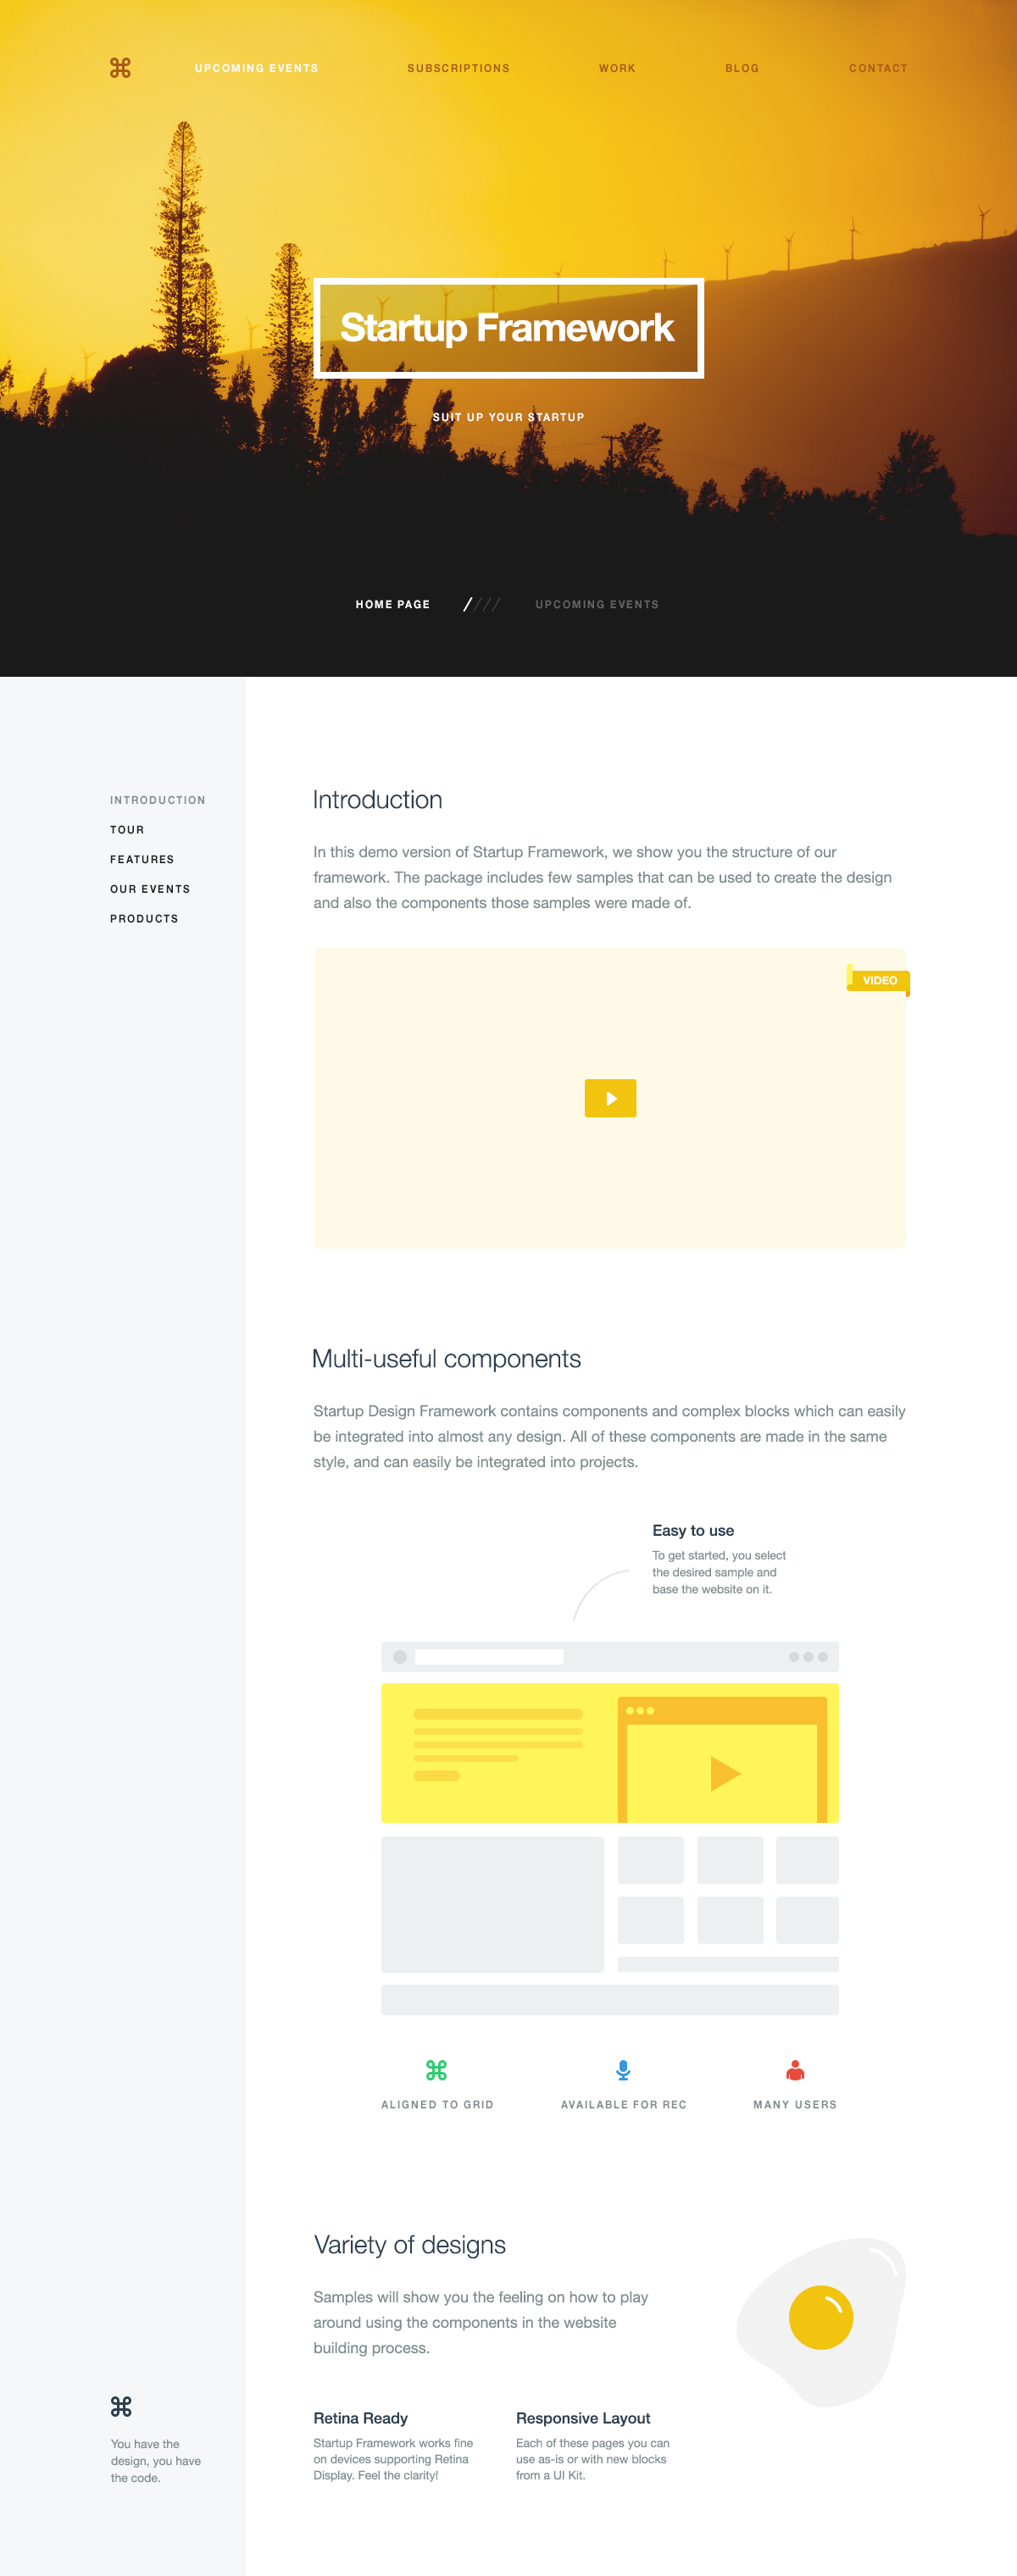 UPCOMING EVENTS SUBSCRIPTIONS WORK BLOG CONTACT
Startup Framework
SUIT UP YOUR STARTUP
HOME PAGE UPCOMING EVENTS
INTRODUCTION
TOUR
FEATURES
OUR EVENTS
PRODUCTS
Introduction
In this demo version of Startup Framework, we show you the structure of our
framework. The package includes few samples that can be used to create the design
and also the components those samples were made of.
VIDEO
Multi-useful components
Startup Design Framework contains components and complex blocks which can easily
be integrated into almost any design. All of these components are made in the same
style, and can easily be integrated into projects.
Easy to use
To get started, you select
the desired sample and
base the website on it.
ALIGNED TO GRID AVAILABLE FOR REC MANY USERS
Variety of designs
Samples will show you the feeling on how to play
around using the components in the website
building process.
Retina Ready
Startup Framework works fine
on devices supporting Retina
Display. Feel the clarity!
Responsive Layout
Each of these pages you can
use as-is or with new blocks
from a UI Kit.
You have the
design, you have
the code.